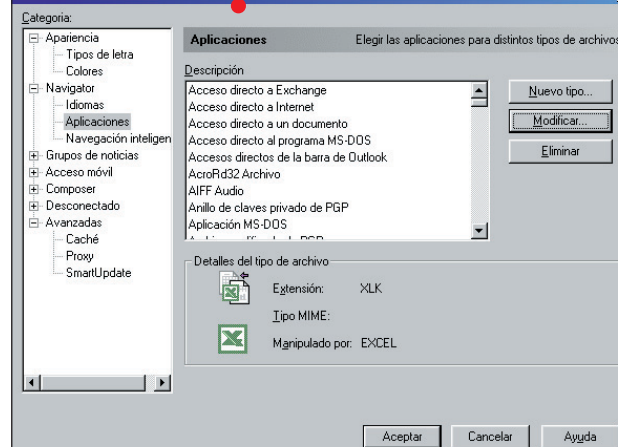 Categoria:
Apariencia
Tipos de letra
Colores
Navigator
Idiomas
Aplicaciones
Navegación inteligen
Grupos de noticias
Acceso móvil
Composer
Desconectado
Avanzadas
Caché
Proxy
SmartUpdate
Aplicaciones Elegir las aplicaciones para distintos tipos de archivos
Descripción
Acceso directo a Exchange
Acceso directo a Internet
Acceso directo a un documento
Acceso directo al programa MS-DOS
Accesos directos de la barra de Outlook
AcroRd32 Archivo
AIFF Audio
Anillo de claves privado de PGP
Aplicación MS-DOS
Nuevo tipo...
Modificar...
Eliminar
Detalles del tipo de archivo
Extensión: XLK
Tipo MIME:
Manipulado por: EXCEL
Aceptar Cancelar Ayuda